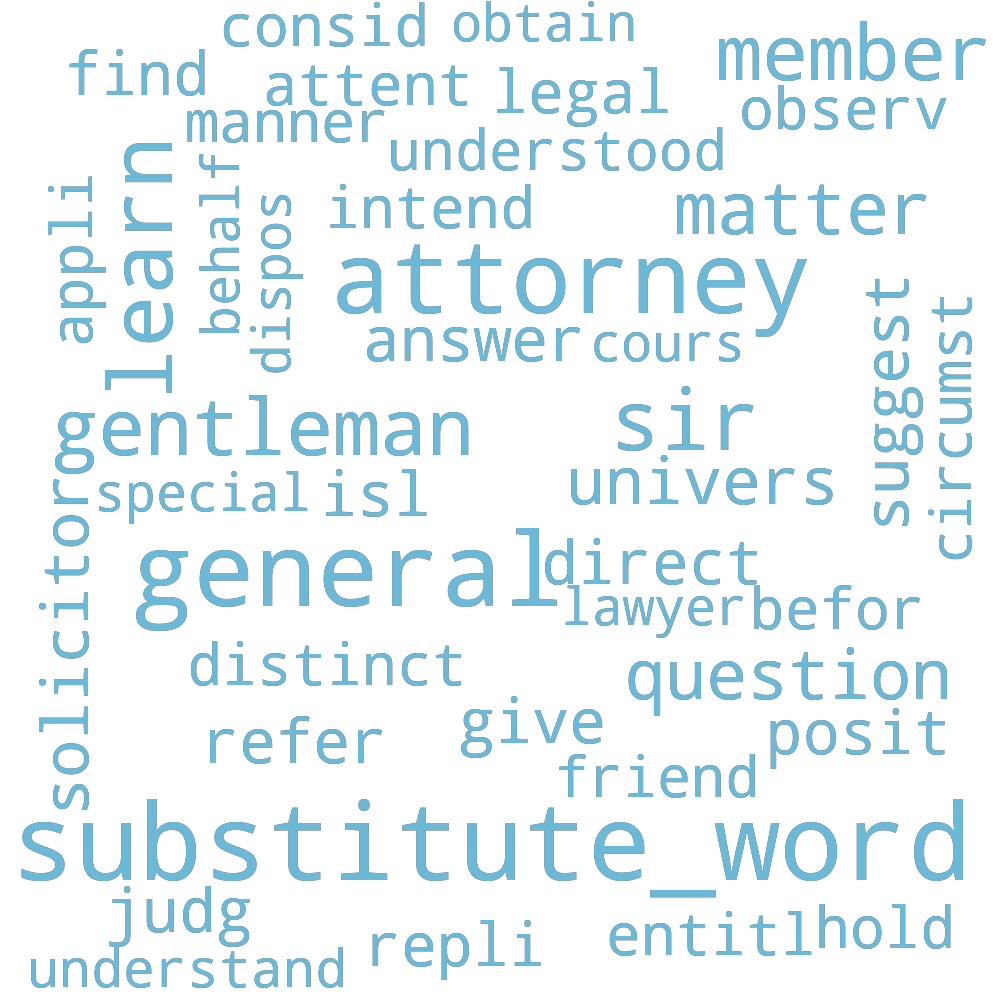 consid
obtain
member
find
attent
legal
observ
manner
understood
learn
behalf
appli
dispos
intend
matter
attorney
answer
cours
suggest
circumst
gentleman
sir
solicitor
special
isl
univers
general
direct
lawyer
befor
distinct
question
refer
give
posit
friend
substitute_word
judg
repli
entitl
hold
understand